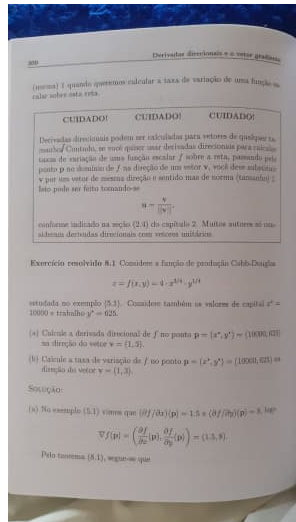 200
Derivadas direcionais e o vetor gradiente
(norma) 1 quando queremos calcular a taxa de variação de uma função es-
calar sobre esta reta.
CUIDADO! CUIDADO! CUIDADO!
Derivadas direcionais podem ser calculadas para vetores de qualquer ta-
manho! Contudo, se você quiser usar derivadas direcionais para calcular
taxas de variação de uma função escalar f sobre a reta, passando pelo
ponto p no domínio de f na direção de um vetor v, você deve substituir
v por um vetor de mesma direção e sentido mas de norma (tamanho) 1.
Isto pode ser feito tomando-se
u = v/||v||,
conforme indicado na seção (2.4) do capítulo 2. Muitos autores só con-
sideram derivadas direcionais com vetores unitários.
Exercício resolvido 8.1 Considere a função de produção Cobb-Douglas
z = f(x, y) = 4 · x^{3/4} · y^{1/4}
estudada no exemplo (5.1). Considere também os valores de capital x* =
10000 e trabalho y* = 625.
(a) Calcule a derivada direcional de f no ponto p = (x*, y*) = (10000, 625)
na direção do vetor v = (1, 3).
(b) Calcule a taxa de variação de f no ponto p = (x*, y*) = (10000, 625) na
direção do vetor v = (1, 3).
SOLUÇÃO:
(a) No exemplo (5.1) vimos que (∂f/∂x)(p) = 1.5 e (∂f/∂y)(p) = 8, logo
∇f(p) = (∂f/∂x (p), ∂f/∂y (p)) = (1.5, 8).
Pelo teorema (8.1), segue-se que